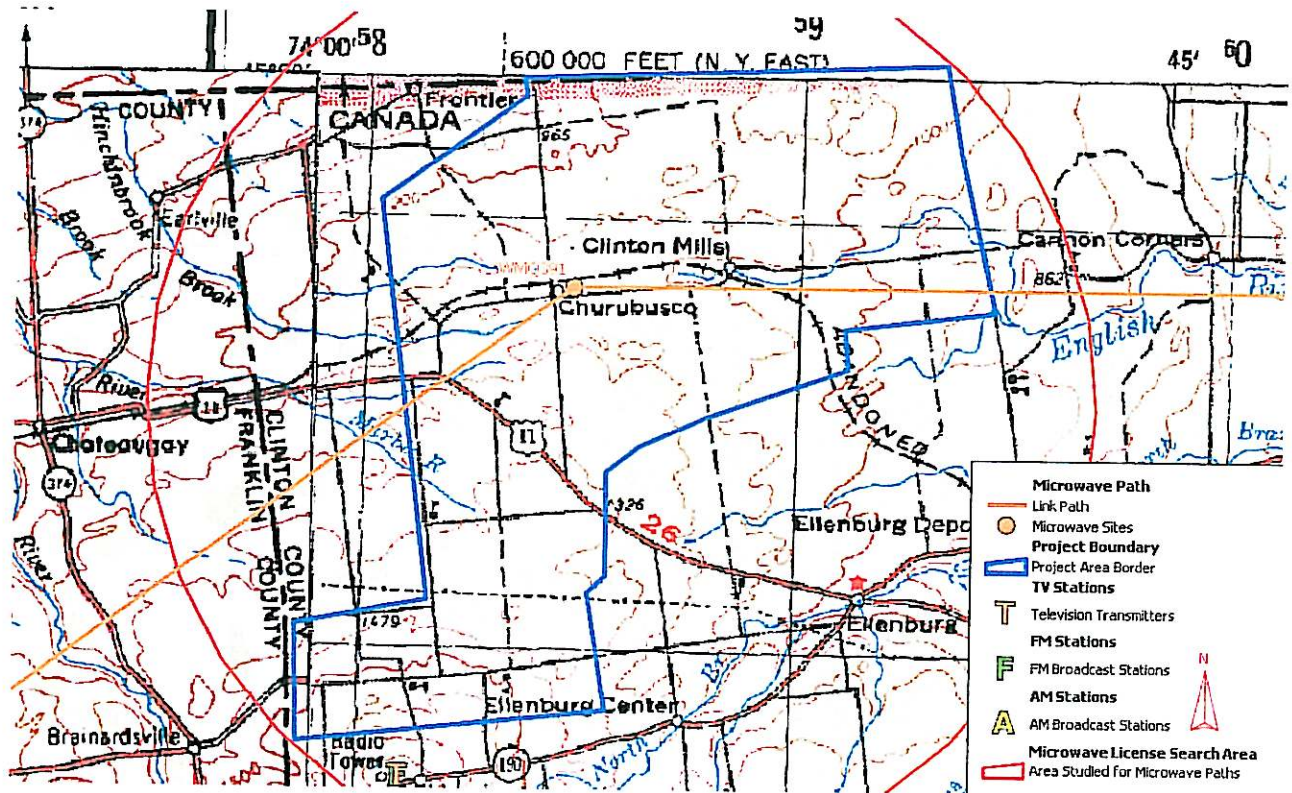 74°00'
58
59
60
45'
600 000 FEET (N. Y. EAST)
COUNTY
374
Frontier
CANADA
Hinchinbrook
Brook
965
Earlville
Brook
Clinton Mills
Cannon Corners
862
Churubusco
English
River
11
Chateaugay
CLINTON
FRANKLIN
Marble R
11
374
NDONED
1326
26
Ellenburg Depo
River
COUNTY
COUNTY
1479
Ellenburg
Br
Ellenburg Center
Brainardsville
Radio
Tower
T
190
North
Microwave Path
Link Path
Microwave Sites
Project Boundary
Project Area Border
TV Stations
T Television Transmitters
FM Stations
F FM Broadcast Stations
N
AM Stations
A AM Broadcast Stations
Microwave License Search Area
Area Studied for Microwave Paths